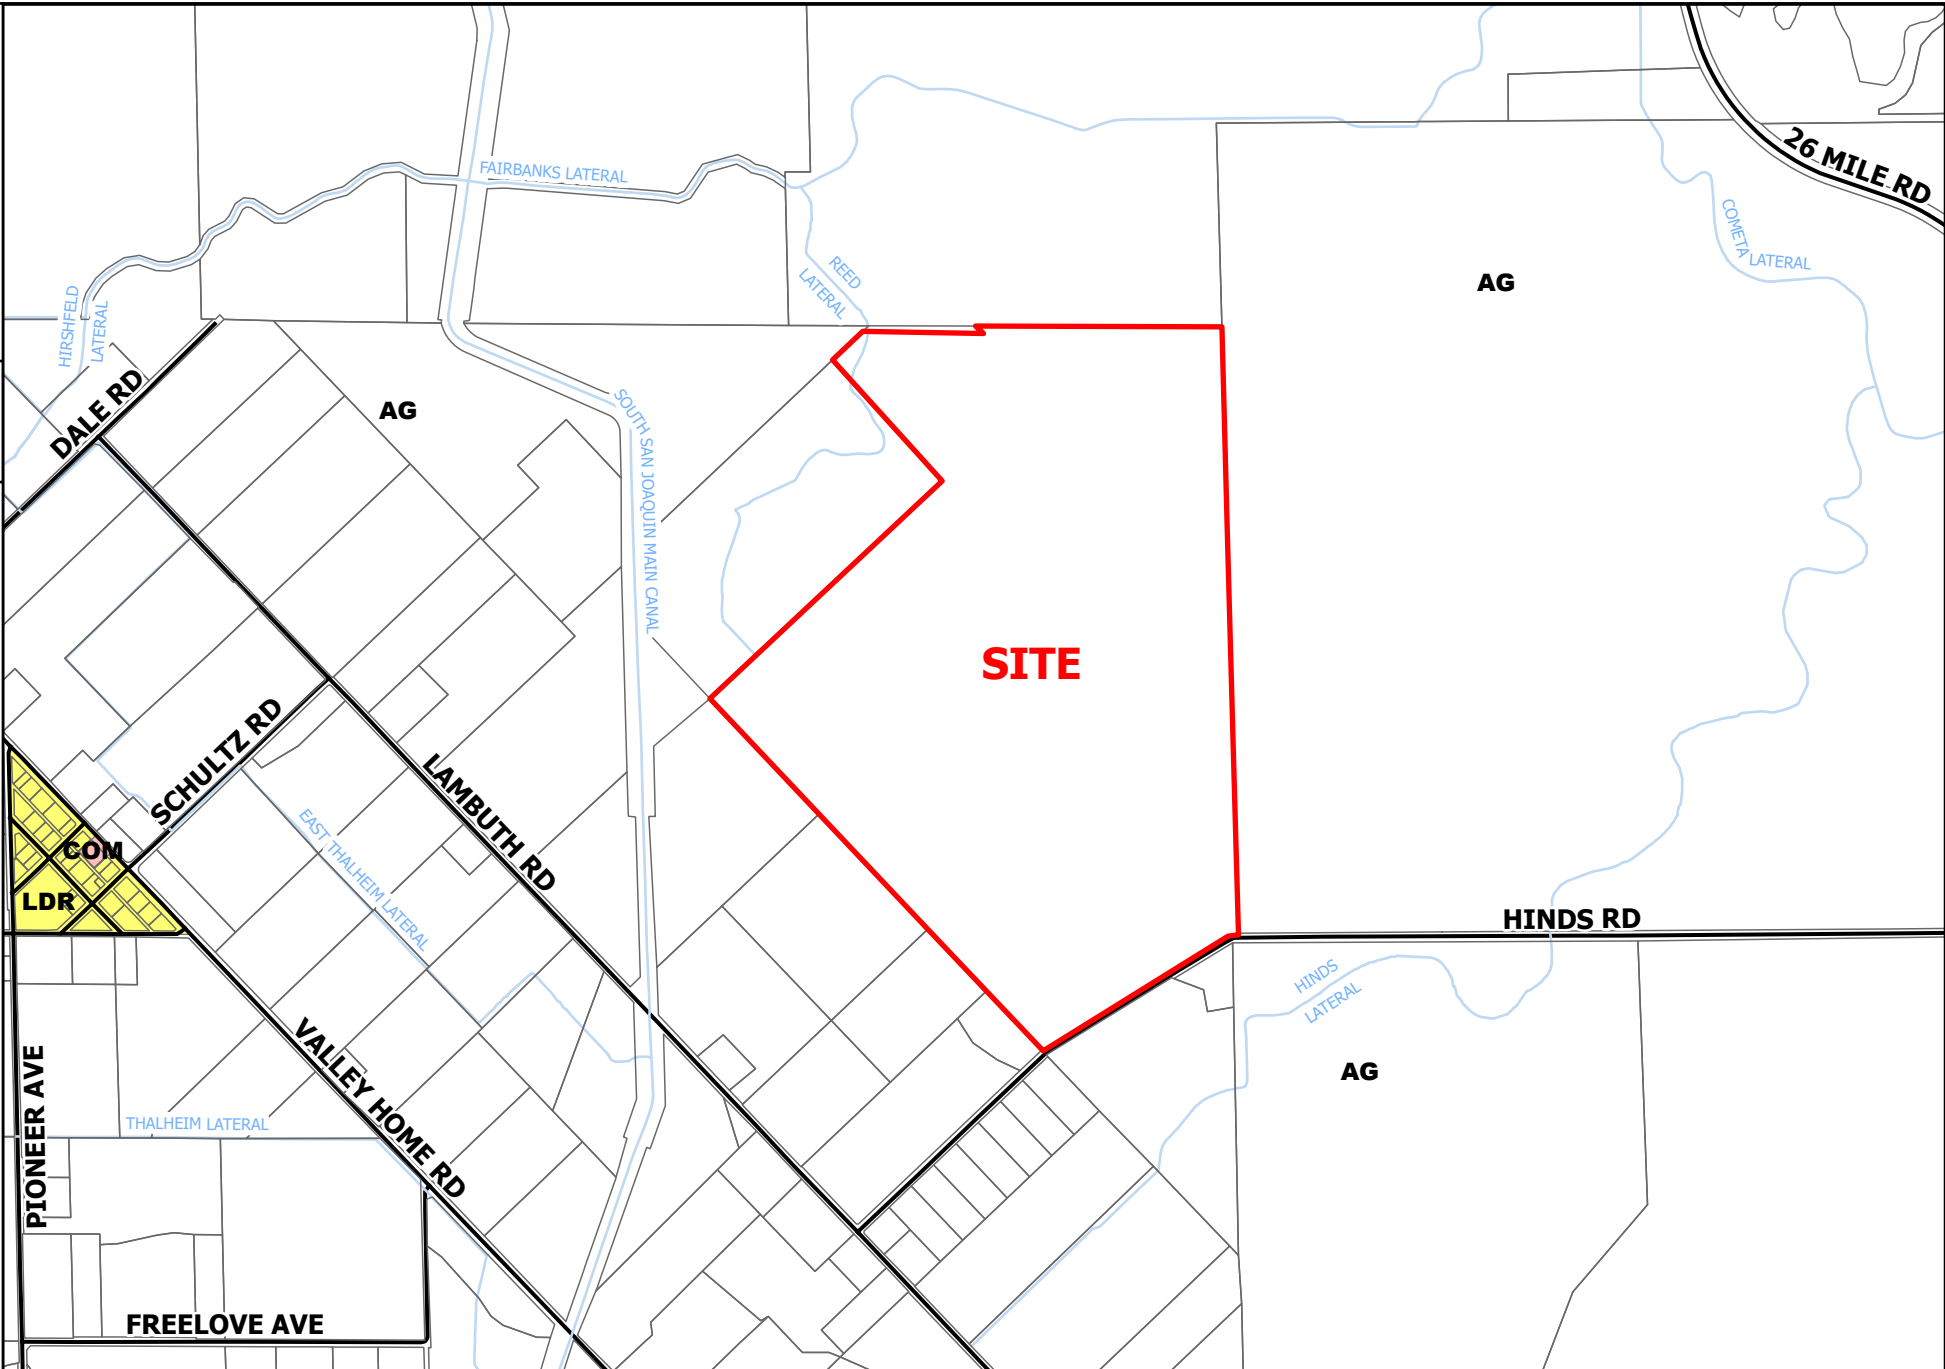 26 MILE RD
FAIRBANKS LATERAL
COMETA
LATERAL
REED
LATERAL
AG
HIRSHFELD
LATERAL
DALE RD
AG
SOUTH SAN JOAQUIN MAIN CANAL
SITE
SCHULTZ RD
LAMBUTH RD
EAST THALHEIM LATERAL
COM
LDR
HINDS RD
HINDS
LATERAL
AG
VALLEY HOME RD
PIONEER AVE
THALHEIM LATERAL
FREELOVE AVE